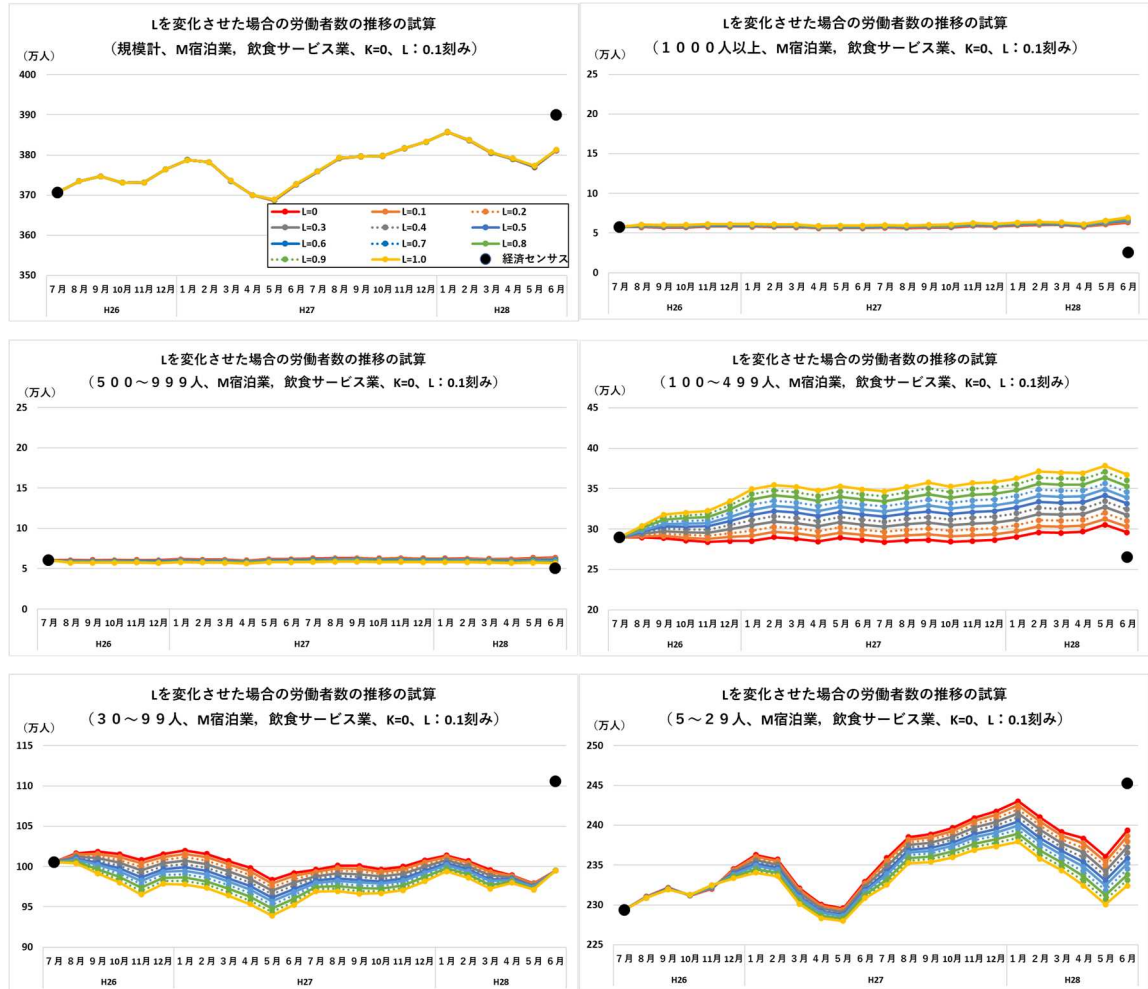 Lを変化させた場合の労働者数の推移の試算
（規模計、M宿泊業，飲食サービス業、K=0、L：0.1刻み）
（万人）
400
390
380
370
360
350
L=0 L=0.1 L=0.2
L=0.3 L=0.4 L=0.5
L=0.6 L=0.7 L=0.8
L=0.9 L=1.0 経済センサス
7月 8月 9月 10月 11月 12月 1月 2月 3月 4月 5月 6月 7月 8月 9月 10月 11月 12月 1月 2月 3月 4月 5月 6月
H26 H27 H28
Lを変化させた場合の労働者数の推移の試算
（１０００人以上、M宿泊業，飲食サービス業、K=0、L：0.1刻み）
（万人）
25
20
15
10
5
0
7月 8月 9月 10月 11月 12月 1月 2月 3月 4月 5月 6月 7月 8月 9月 10月 11月 12月 1月 2月 3月 4月 5月 6月
H26 H27 H28
Lを変化させた場合の労働者数の推移の試算
（５００～９９９人、M宿泊業，飲食サービス業、K=0、L：0.1刻み）
（万人）
25
20
15
10
5
0
7月 8月 9月 10月 11月 12月 1月 2月 3月 4月 5月 6月 7月 8月 9月 10月 11月 12月 1月 2月 3月 4月 5月 6月
H26 H27 H28
Lを変化させた場合の労働者数の推移の試算
（１００～４９９人、M宿泊業，飲食サービス業、K=0、L：0.1刻み）
（万人）
45
40
35
30
25
20
7月 8月 9月 10月 11月 12月 1月 2月 3月 4月 5月 6月 7月 8月 9月 10月 11月 12月 1月 2月 3月 4月 5月 6月
H26 H27 H28
Lを変化させた場合の労働者数の推移の試算
（３０～９９人、M宿泊業，飲食サービス業、K=0、L：0.1刻み）
（万人）
115
110
105
100
95
90
7月 8月 9月 10月 11月 12月 1月 2月 3月 4月 5月 6月 7月 8月 9月 10月 11月 12月 1月 2月 3月 4月 5月 6月
H26 H27 H28
Lを変化させた場合の労働者数の推移の試算
（５～２９人、M宿泊業，飲食サービス業、K=0、L：0.1刻み）
（万人）
250
245
240
235
230
225
7月 8月 9月 10月 11月 12月 1月 2月 3月 4月 5月 6月 7月 8月 9月 10月 11月 12月 1月 2月 3月 4月 5月 6月
H26 H27 H28